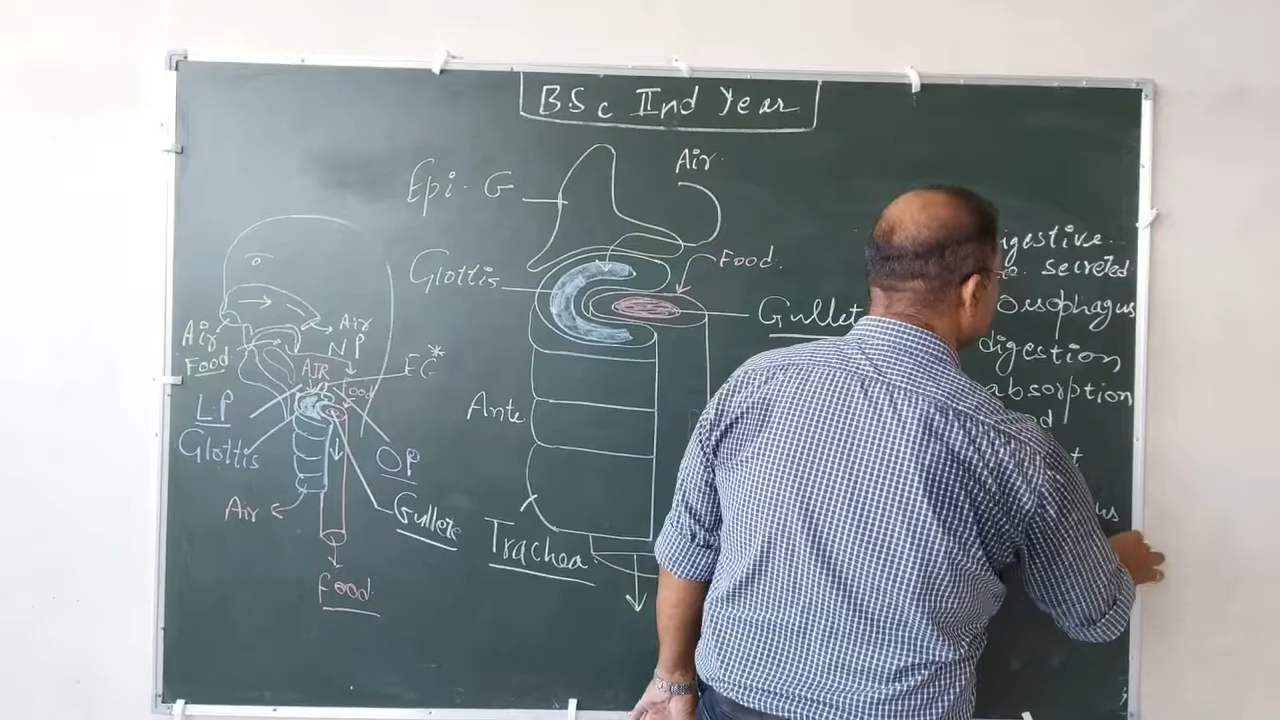 BSc IInd Year
Epi. G
Air
Glottis
Food.
Gullet
Ante
Trachea
Air
Food
Air
NP
EG*
AIR
Food
LP
Glottis
OP
Air
Gullete
Food
igestive
secreted
Oesophagus
digestion
absorption